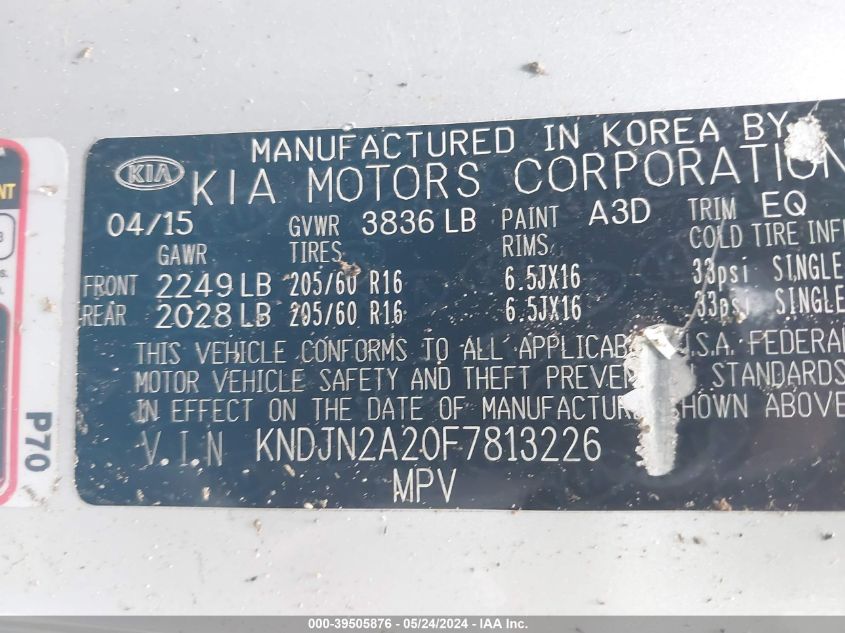 MANUFACTURED IN KOREA BY
KIA KIA MOTORS CORPORATION
04/15 GVWR 3836 LB PAINT A3D TRIM EQ
GAWR TIRES RIMS COLD TIRE INF
FRONT 2249 LB 205/60 R16 6.5JX16 33psi SINGLE
REAR 2028 LB 205/60 R16 6.5JX16 33psi SINGLE
THIS VEHICLE CONFORMS TO ALL APPLICAB U.S.A. FEDERAL
MOTOR VEHICLE SAFETY AND THEFT PREVEN STANDARDS
IN EFFECT ON THE DATE OF MANUFACTUR SHOWN ABOVE.
V.I.N KNDJN2A20F7813226
MPV
P70
000-39505876 - 05/24/2024 - IAA Inc.